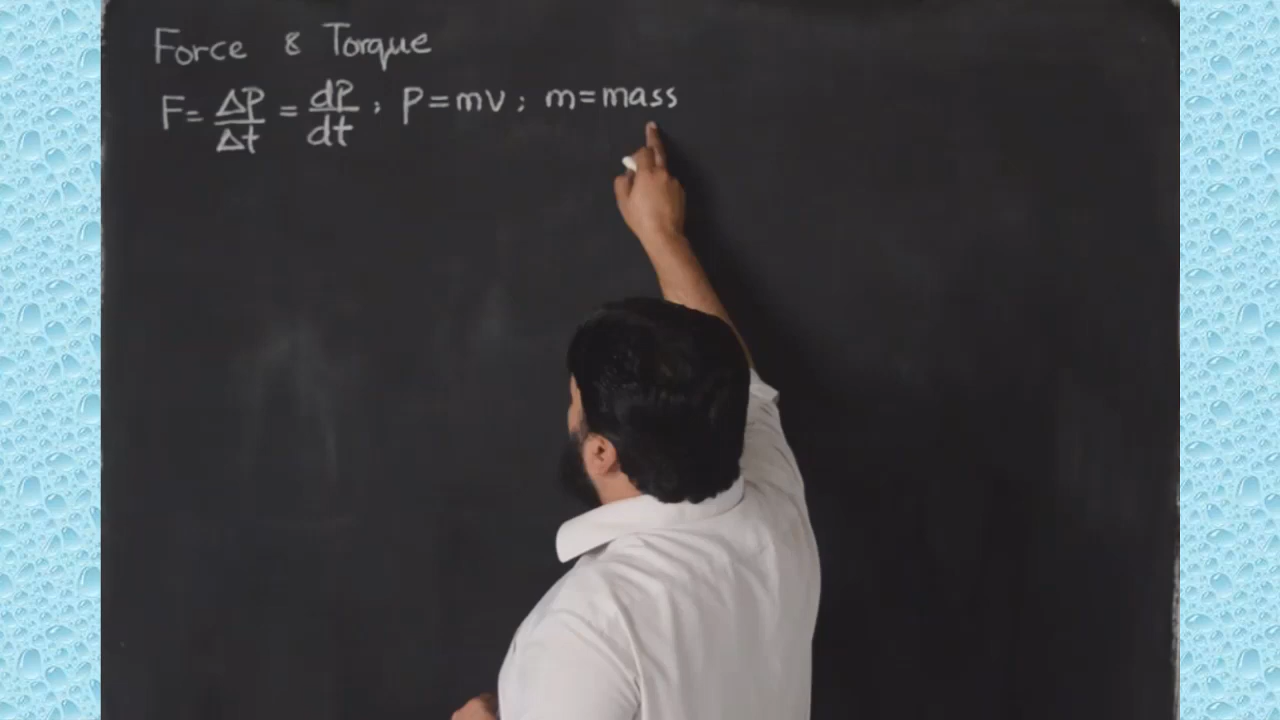 Force & Torque
F = ΔP/Δt = dP/dt ; P = mv ; m = mass